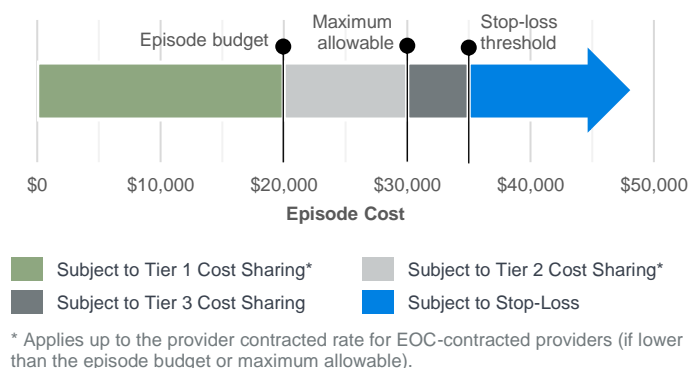 Episode budget
Maximum
allowable
Stop-loss
threshold
$0
$10,000
$20,000
$30,000
$40,000
$50,000
Episode Cost
Subject to Tier 1 Cost Sharing*
Subject to Tier 2 Cost Sharing*
Subject to Tier 3 Cost Sharing
Subject to Stop-Loss
* Applies up to the provider contracted rate for EOC-contracted providers (if lower
than the episode budget or maximum allowable).